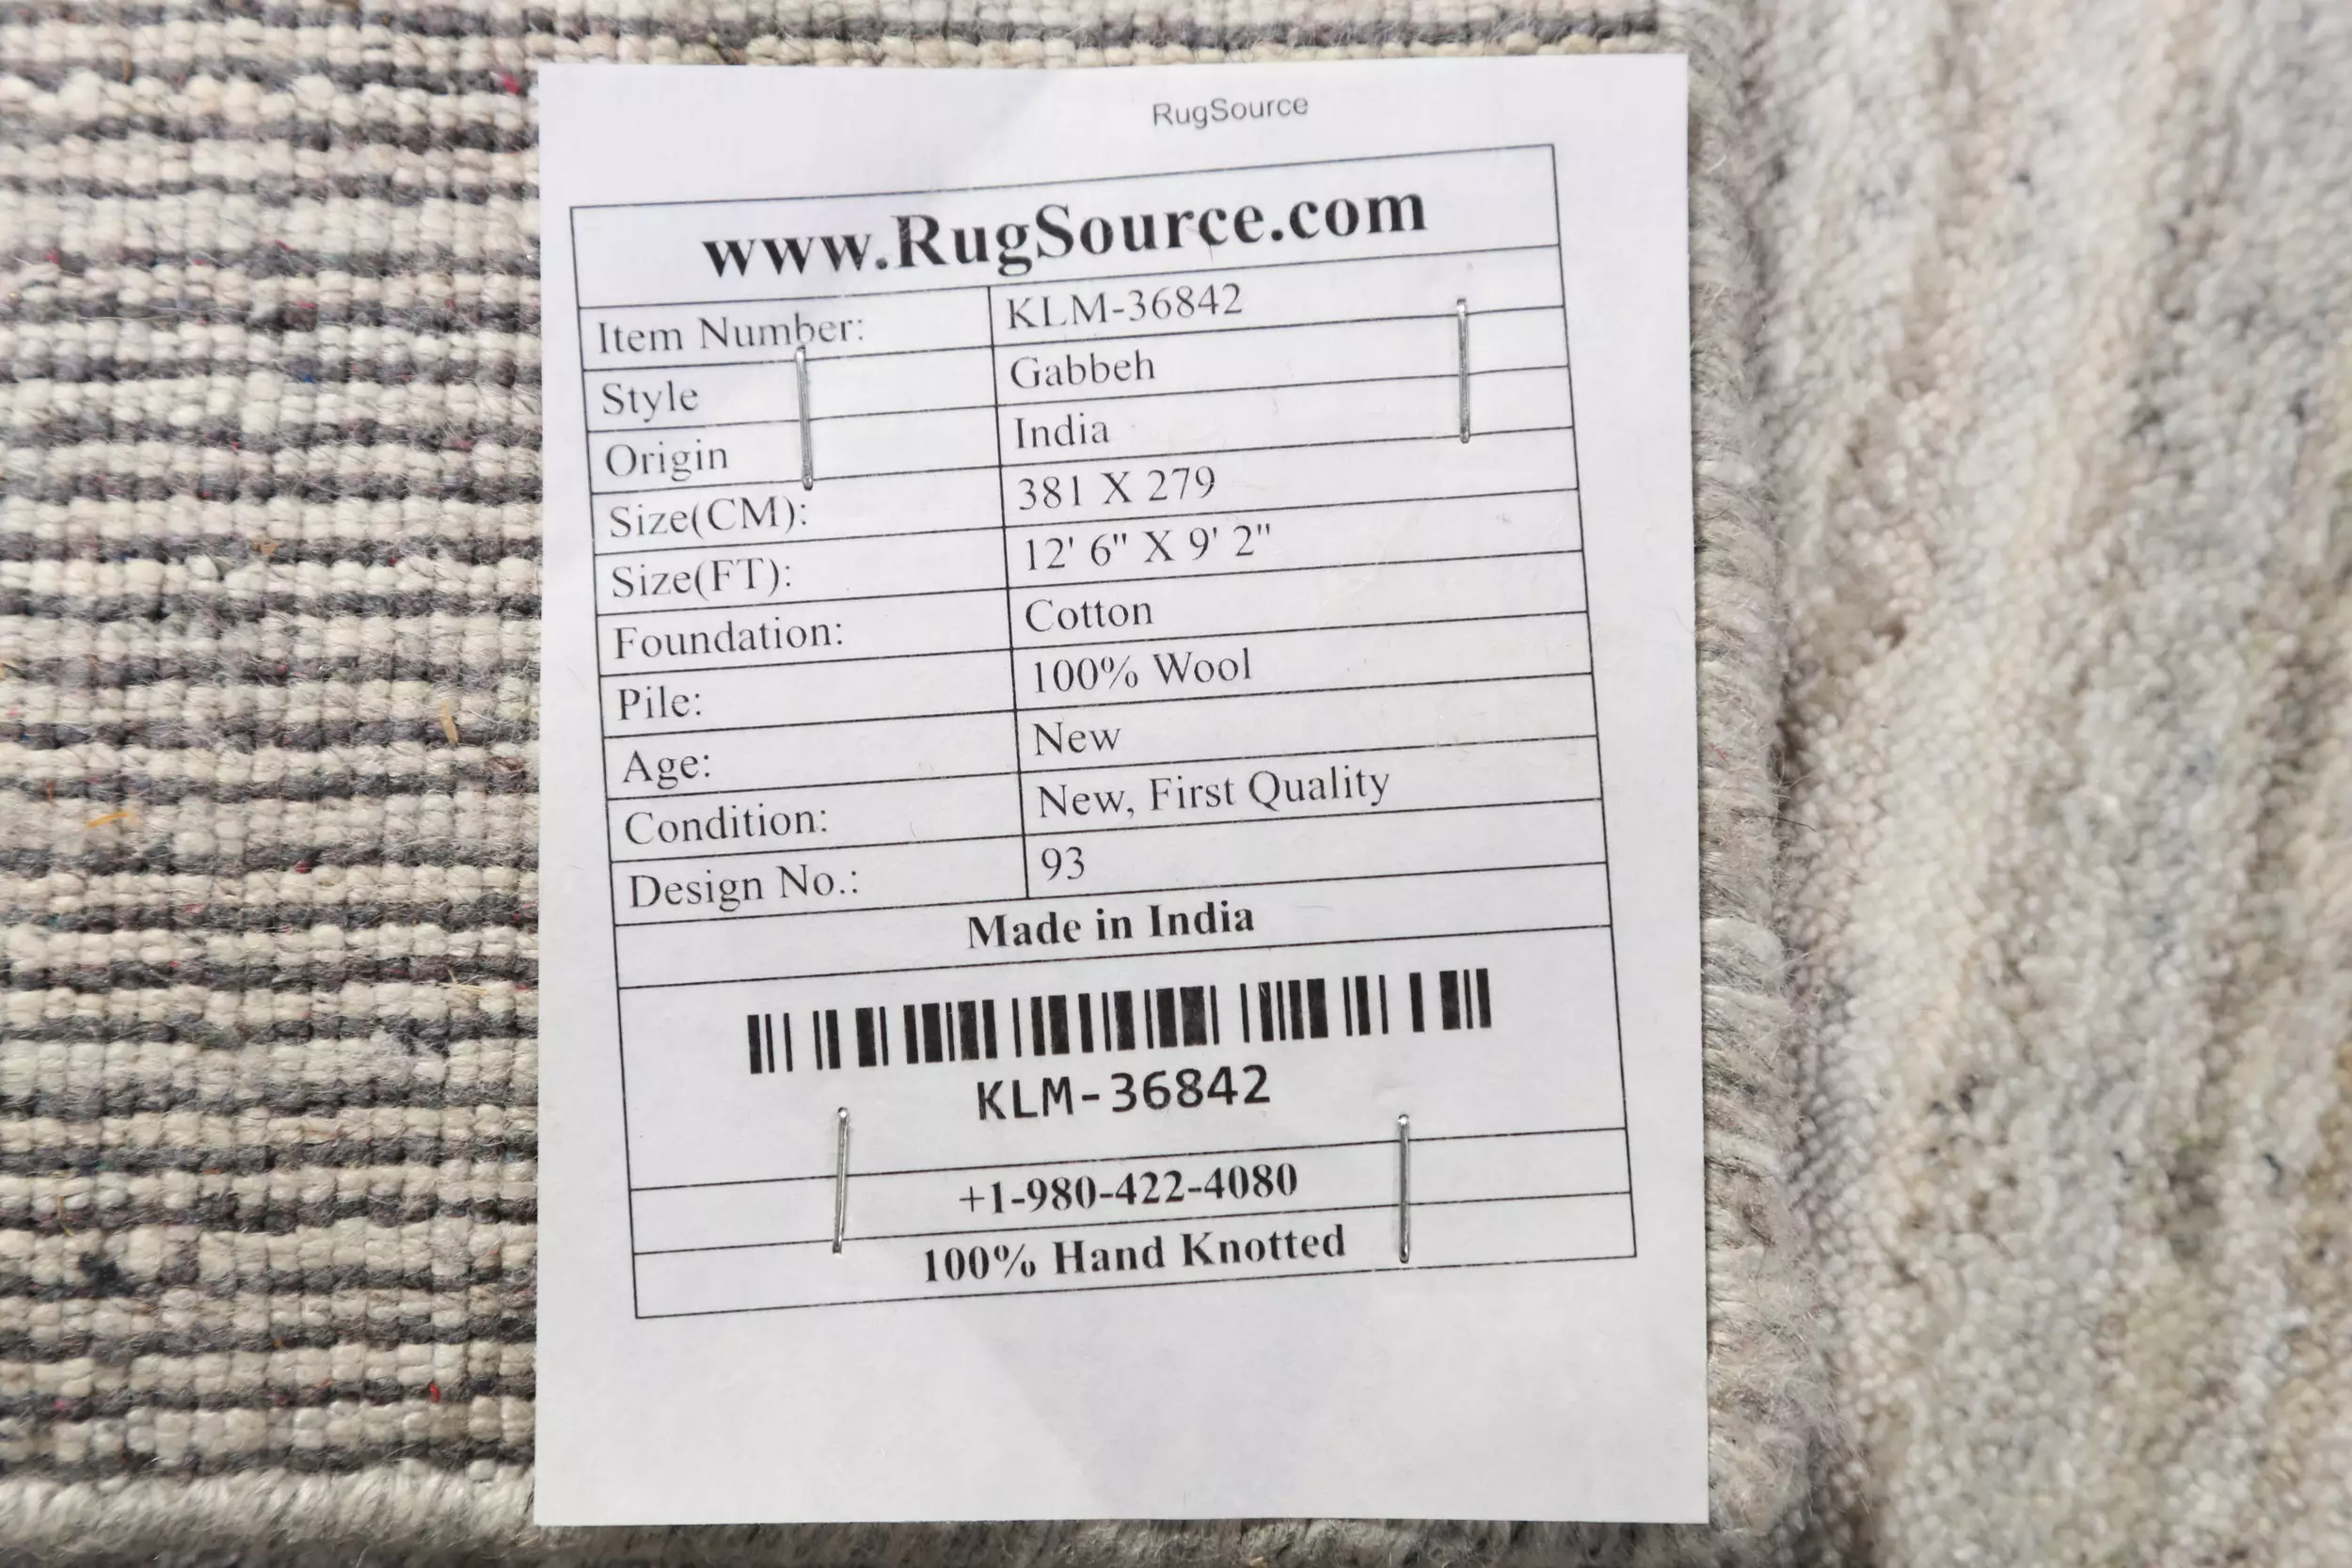 RugSource
www.RugSource.com
Item Number: KLM-36842
Style Gabbeh
Origin India
Size(CM): 381 X 279
Size(FT): 12' 6" X 9' 2"
Foundation: Cotton
Pile: 100% Wool
Age: New
Condition: New, First Quality
Design No.: 93
Made in India
KLM-36842
+1-980-422-4080
100% Hand Knotted